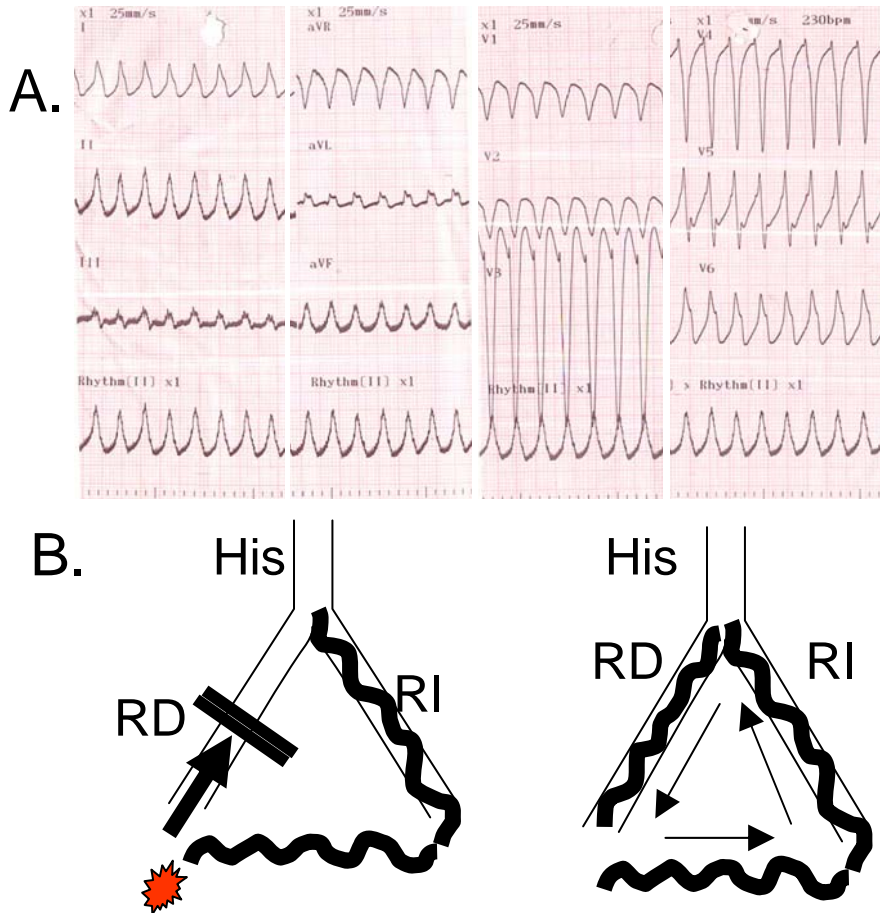 A.
x1 25mm/s
I
II
III
Rhythm[II] x1
x1 25mm/s
aVR
aVL
aVF
Rhythm[II] x1
x1 25mm/s
V1
V2
V3
Rhythm[II] x1
x1 m/s 230bpm
V4
V5
V6
Rhythm[II] x1
B.
His
RD
RI
His
RD
RI